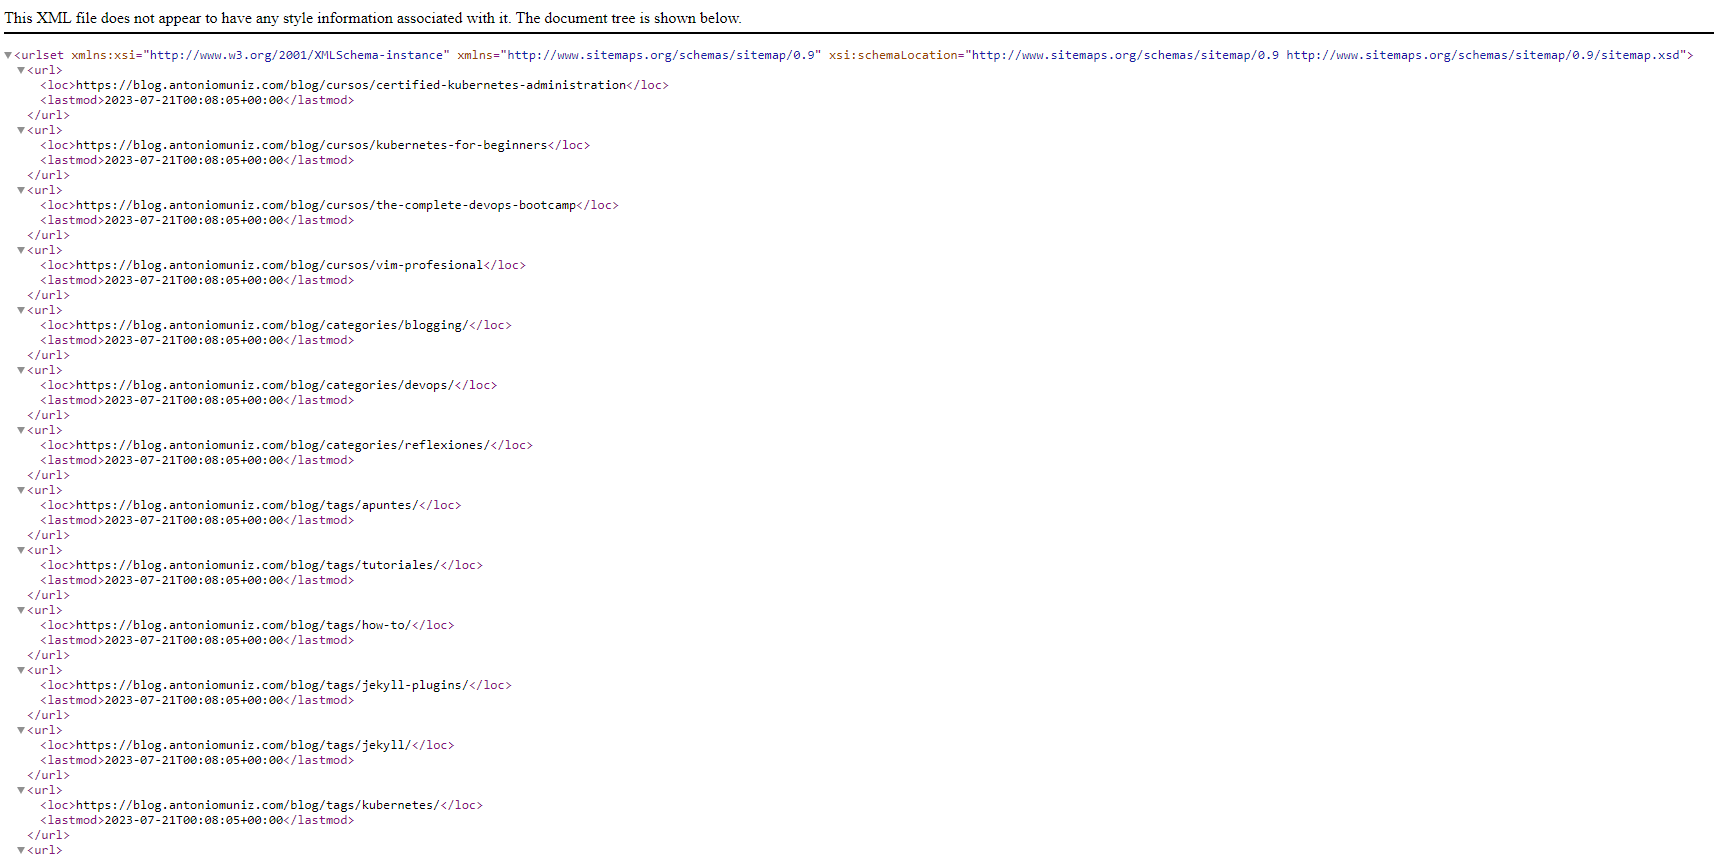 This XML file does not appear to have any style information associated with it. The document tree is shown below.
▼<urlset xmlns:xsi="http://www.w3.org/2001/XMLSchema-instance" xmlns="http://www.sitemaps.org/schemas/sitemap/0.9" xsi:schemaLocation="http://www.sitemaps.org/schemas/sitemap/0.9 http://www.sitemaps.org/schemas/sitemap/0.9/sitemap.xsd">
▼<url>
<loc>https://blog.antoniomuniz.com/blog/cursos/certified-kubernetes-administration</loc>
<lastmod>2023-07-21T00:08:05+00:00</lastmod>
</url>
▼<url>
<loc>https://blog.antoniomuniz.com/blog/cursos/kubernetes-for-beginners</loc>
<lastmod>2023-07-21T00:08:05+00:00</lastmod>
</url>
▼<url>
<loc>https://blog.antoniomuniz.com/blog/cursos/the-complete-devops-bootcamp</loc>
<lastmod>2023-07-21T00:08:05+00:00</lastmod>
</url>
▼<url>
<loc>https://blog.antoniomuniz.com/blog/cursos/vim-profesional</loc>
<lastmod>2023-07-21T00:08:05+00:00</lastmod>
</url>
▼<url>
<loc>https://blog.antoniomuniz.com/blog/categories/blogging/</loc>
<lastmod>2023-07-21T00:08:05+00:00</lastmod>
</url>
▼<url>
<loc>https://blog.antoniomuniz.com/blog/categories/devops/</loc>
<lastmod>2023-07-21T00:08:05+00:00</lastmod>
</url>
▼<url>
<loc>https://blog.antoniomuniz.com/blog/categories/reflexiones/</loc>
<lastmod>2023-07-21T00:08:05+00:00</lastmod>
</url>
▼<url>
<loc>https://blog.antoniomuniz.com/blog/tags/apuntes/</loc>
<lastmod>2023-07-21T00:08:05+00:00</lastmod>
</url>
▼<url>
<loc>https://blog.antoniomuniz.com/blog/tags/tutoriales/</loc>
<lastmod>2023-07-21T00:08:05+00:00</lastmod>
</url>
▼<url>
<loc>https://blog.antoniomuniz.com/blog/tags/how-to/</loc>
<lastmod>2023-07-21T00:08:05+00:00</lastmod>
</url>
▼<url>
<loc>https://blog.antoniomuniz.com/blog/tags/jekyll-plugins/</loc>
<lastmod>2023-07-21T00:08:05+00:00</lastmod>
</url>
▼<url>
<loc>https://blog.antoniomuniz.com/blog/tags/jekyll/</loc>
<lastmod>2023-07-21T00:08:05+00:00</lastmod>
</url>
▼<url>
<loc>https://blog.antoniomuniz.com/blog/tags/kubernetes/</loc>
<lastmod>2023-07-21T00:08:05+00:00</lastmod>
</url>
▼<url>